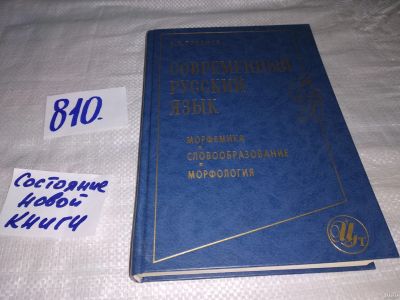 810.
Состояние
новой
книги
СОВРЕМЕННЫЙ
РУССКИЙ
ЯЗЫК
МОРФЕМИКА
СЛОВООБРАЗОВАНИЕ
МОРФОЛОГИЯ